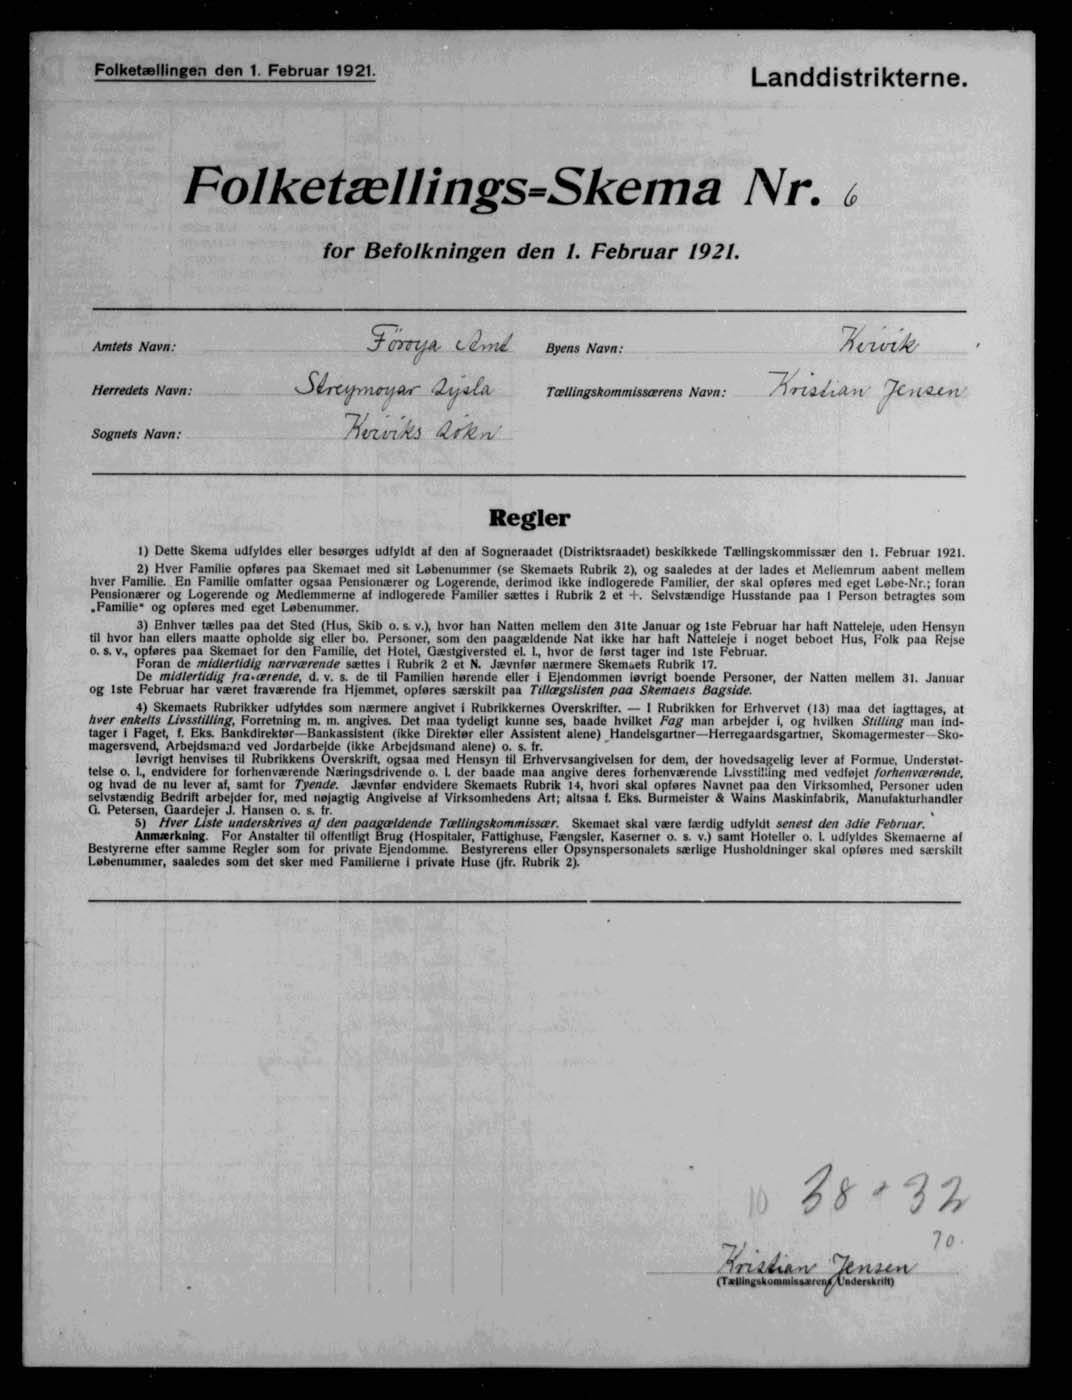 Folketællingen den 1. Februar 1921.
Landdistrikterne.
Folketællings=Skema Nr. 6
for Befolkningen den 1. Februar 1921.
Amtets Navn: Föroya Amt
Byens Navn: Kvivik
Herredets Navn: Streymoyar sýsla
Tællingskommissærens Navn: Kristian Jensen
Sognets Navn: Kviviks sókn
Regler
1) Dette Skema udfyldes eller besørges udfyldt af den af Sogneraadet (Distriktsraadet) beskikkede Tællingskommissær den 1. Februar 1921.
2) Hver Familie opføres paa Skemaet med sit Løbenummer (se Skemaets Rubrik 2), og saaledes at der lades et Mellemrum aabent mellem
hver Familie. En Familie omfatter ogsaa Pensionærer og Logerende, derimod ikke indlogerede Familier, der skal opføres med eget Løbe-Nr.; foran
Pensionærer og Logerende og Medlemmerne af indlogerede Familier sættes i Rubrik 2 et +. Selvstændige Husstande paa 1 Person betragtes som
„Familie“ og opføres med eget Løbenummer.
3) Enhver tælles paa det Sted (Hus, Skib o. s. v.), hvor han Natten mellem den 31te Januar og 1ste Februar har haft Natteleje, uden Hensyn
til hvor han ellers maatte opholde sig eller bo. Personer, som den paagældende Nat ikke har haft Natteleje i noget beboet Hus, Folk paa Rejse
o. s. v., opføres paa Skemaet for den Familie, det Hotel, Gæstgiversted el. l., hvor de først tager ind 1ste Februar.
Foran de midlertidig nærværende sættes i Rubrik 2 et N. Jævnfør nærmere Skemaets Rubrik 17.
De midlertidig fraværende, d. v. s. de til Familien hørende eller i Ejendommen iøvrigt boende Personer, der Natten mellem 31. Januar
og 1ste Februar har været fraværende fra Hjemmet, opføres særskilt paa Tillægslisten paa Skemaets Bagside.
4) Skemaets Rubrikker udfyldes som nærmere angivet i Rubrikkernes Overskrifter. — I Rubrikken for Erhvervet (13) maa det iagttages, at
hver enkelts Livsstilling, Forretning m. m. angives. Det maa tydeligt kunne ses, baade hvilket Fag man arbejder i, og hvilken Stilling man ind-
tager i Faget, f. Eks. Bankdirektør—Bankassistent (ikke Direktør eller Assistent alene) Handelsgartner—Herregaardsgartner, Skomagermester—Sko-
magersvend, Arbejdsmand ved Jordarbejde (ikke Arbejdsmand alene) o. s. fr.
Iøvrigt henvises til Rubrikkens Overskrift, ogsaa med Hensyn til Erhvervsangivelsen for dem, der hovedsagelig lever af Formue, Understøt-
telse o. l., endvidere for forhenværende Næringsdrivende o. l. der baade maa angive deres forhenværende Livsstilling med vedføjet forhenværende,
og hvad de nu lever af, samt for Tyende. Jævnfør endvidere Skemaets Rubrik 14, hvori skal opføres Navnet paa den Virksomhed, Personer uden
selvstændig Bedrift arbejder for, med nøjagtig Angivelse af Virksomhedens Art; altsaa f. Eks. Burmeister & Wains Maskinfabrik, Manufakturhandler
G. Petersen, Gaardejer J. Hansen o. s. fr.
5) Hver Liste underskrives af den paagældende Tællingskommissær. Skemaet skal være færdig udfyldt senest den 3die Februar.
Anmærkning. For Anstalter til offentligt Brug (Hospitaler, Fattighuse, Fængsler, Kaserner o. s. v.) samt Hoteller o. l. udfyldes Skemaerne af
Bestyrerne efter samme Regler som for private Ejendomme. Bestyrerens eller Opsynspersonalets særlige Husholdninger skal opføres med særskilt
Løbenummer, saaledes som det sker med Familierne i private Huse (jfr. Rubrik 2).
10 38 + 32
70.
Kristian Jensen
(Tællingskommissærens Underskrift)